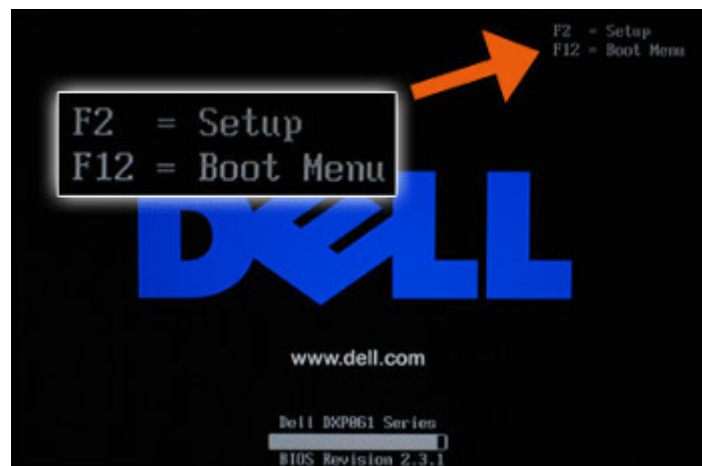 F2 = Setup
F12 = Boot Menu
F2 = Setup
F12 = Boot Menu
DELL
www.dell.com
Dell DXP061 Series
BIOS Revision 2.3.1